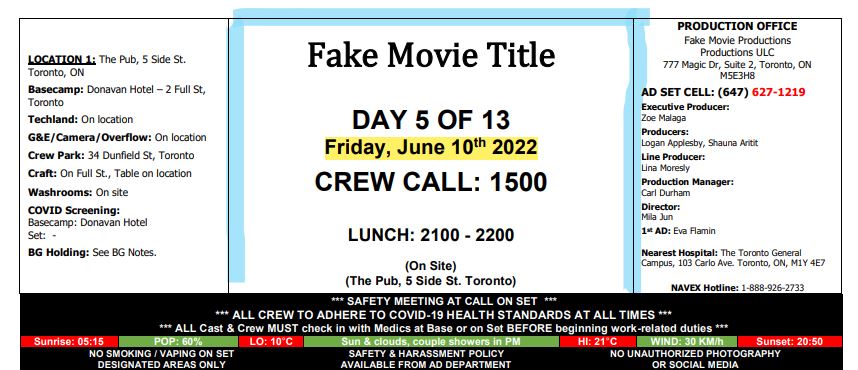 LOCATION 1: The Pub, 5 Side St.
Toronto, ON
Basecamp: Donavan Hotel – 2 Full St,
Toronto
Techland: On location
G&E/Camera/Overflow: On location
Crew Park: 34 Dunfield St, Toronto
Craft: On Full St., Table on location
Washrooms: On site
COVID Screening:
Basecamp: Donavan Hotel
Set: -
BG Holding: See BG Notes.
Fake Movie Title
DAY 5 OF 13
Friday, June 10th 2022
CREW CALL: 1500
LUNCH: 2100 - 2200
(On Site)
(The Pub, 5 Side St. Toronto)
PRODUCTION OFFICE
Fake Movie Productions
Productions ULC
777 Magic Dr, Suite 2, Toronto, ON
M5E3H8
AD SET CELL: (647) 627-1219
Executive Producer:
Zoe Malaga
Producers:
Logan Applesby, Shauna Aritit
Line Producer:
Lina Moresly
Production Manager:
Carl Durham
Director:
Mila Jun
1st AD: Eva Flamin
Nearest Hospital: The Toronto General
Campus, 103 Carlo Ave. Toronto, ON, M1Y 4E7
NAVEX Hotline: 1-888-926-2733
*** SAFETY MEETING AT CALL ON SET ***
*** ALL CREW TO ADHERE TO COVID-19 HEALTH STANDARDS AT ALL TIMES ***
*** ALL Cast & Crew MUST check in with Medics at Base or on Set BEFORE beginning work-related duties ***
Sunrise: 05:15 POP: 60% LO: 10°C Sun & clouds, couple showers in PM HI: 21°C WIND: 30 KM/h Sunset: 20:50
NO SMOKING / VAPING ON SET
DESIGNATED AREAS ONLY
SAFETY & HARASSMENT POLICY
AVAILABLE FROM AD DEPARTMENT
NO UNAUTHORIZED PHOTOGRAPHY
OR SOCIAL MEDIA